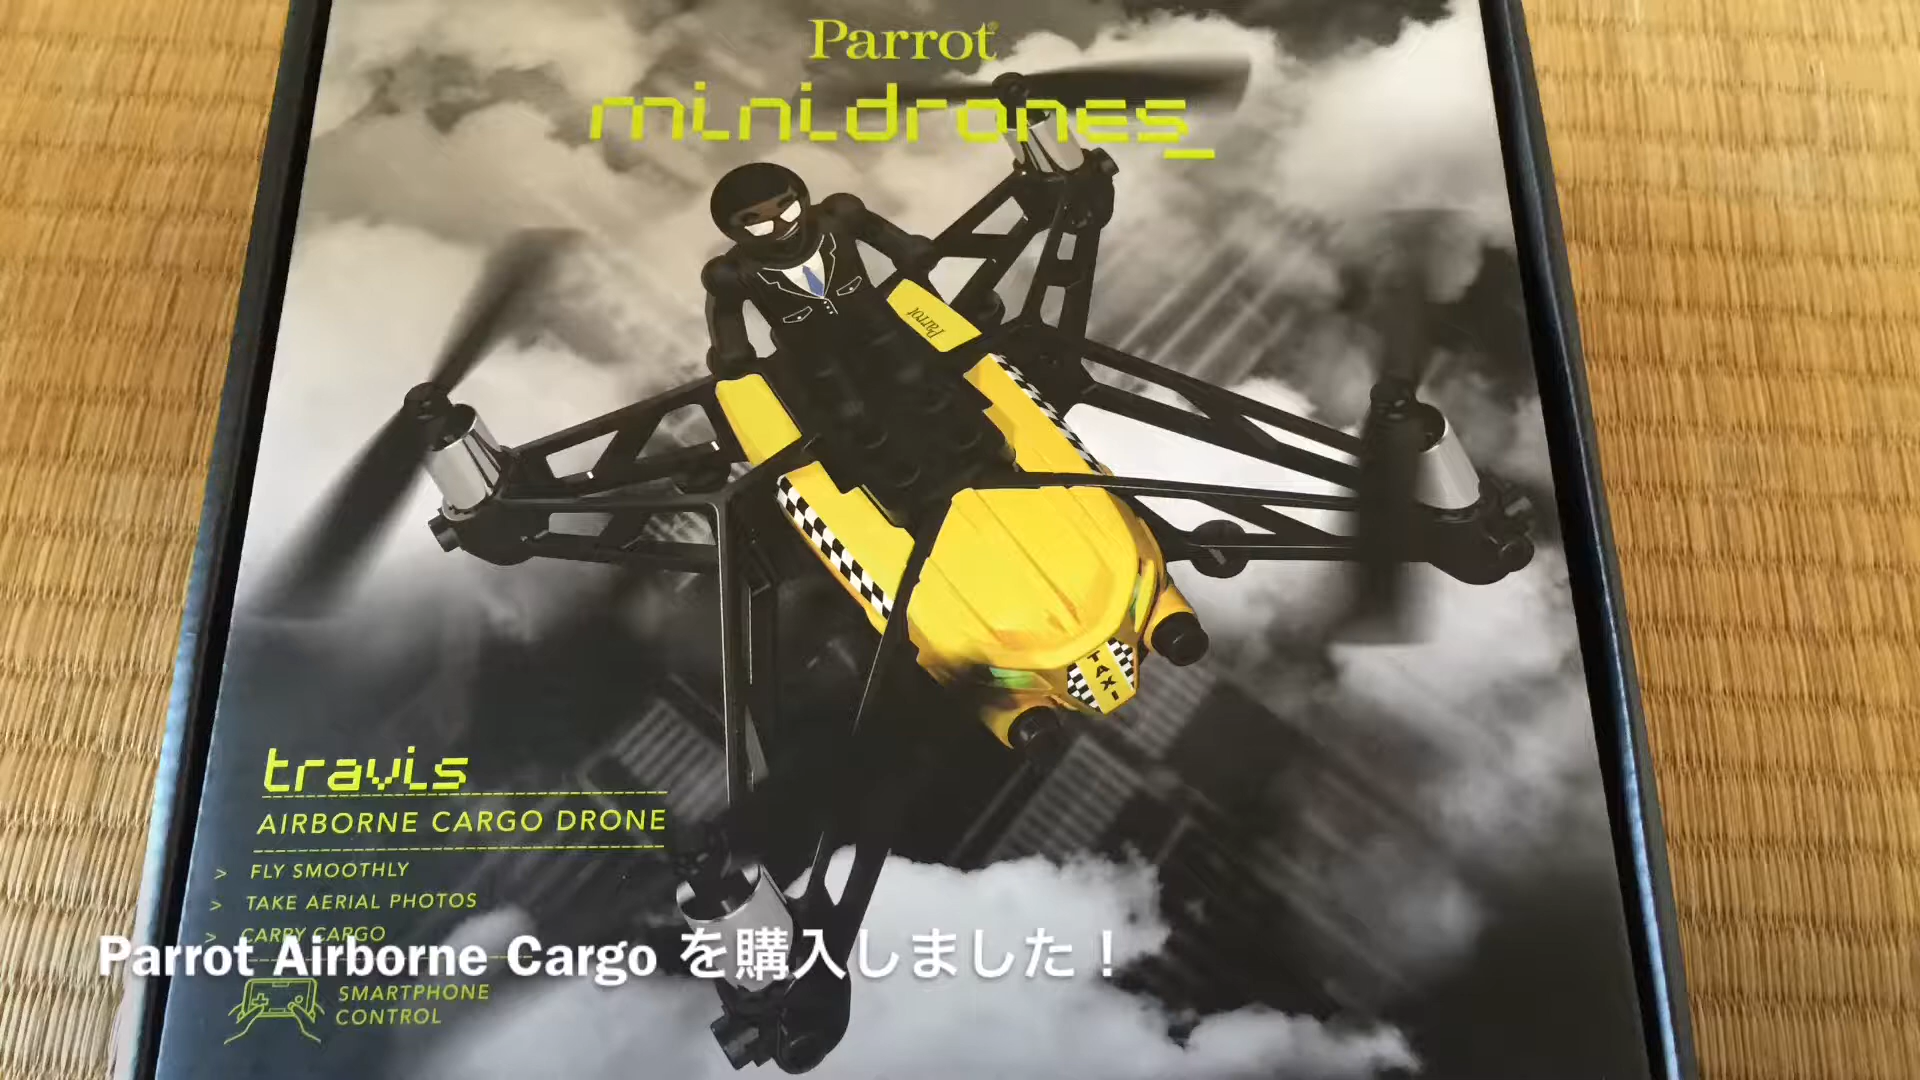 Parrot
minidrones_
Parrot
TAXI
travis
AIRBORNE CARGO DRONE
> FLY SMOOTHLY
> TAKE AERIAL PHOTOS
> CARRY CARGO
Parrot Airborne Cargo を購入しました！
SMARTPHONE
CONTROL